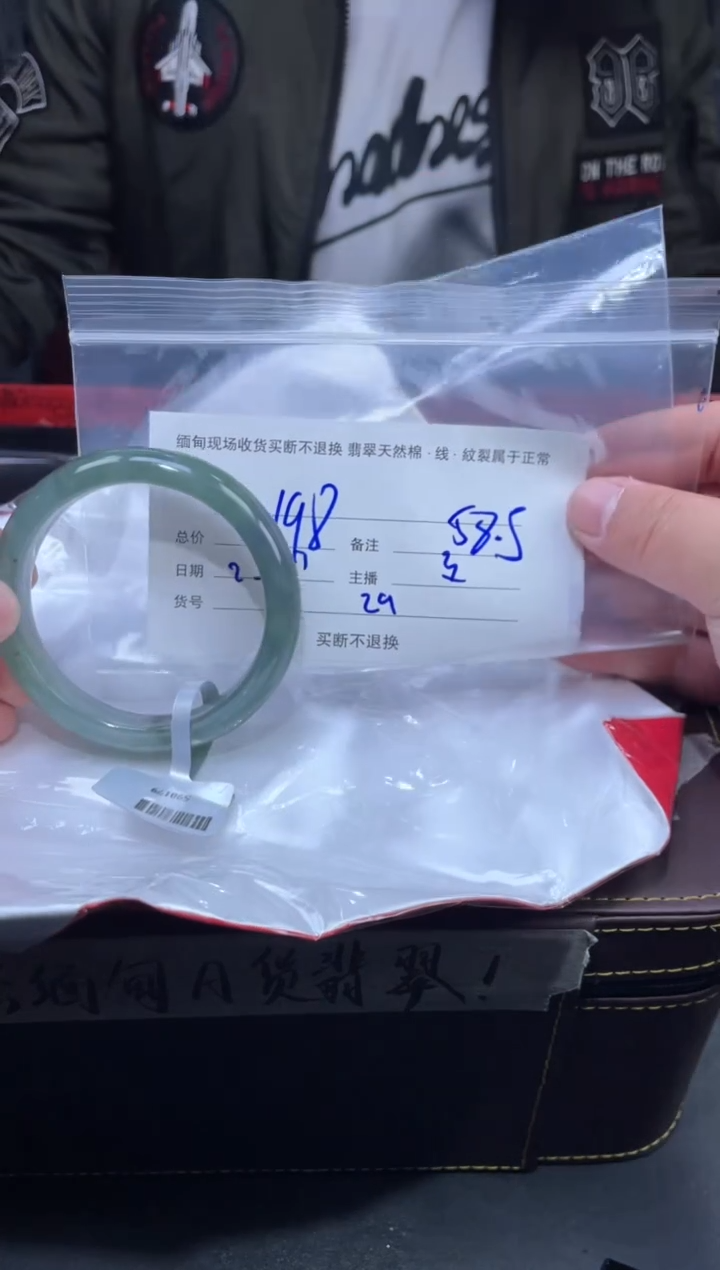 ON THE RO
缅甸现场收货买断不退换 翡翠天然棉·线·紋裂属于正常
总价 198 备注 58.5
日期 2- 主播
货号 29
买断不退换
缅甸A货翡翠!